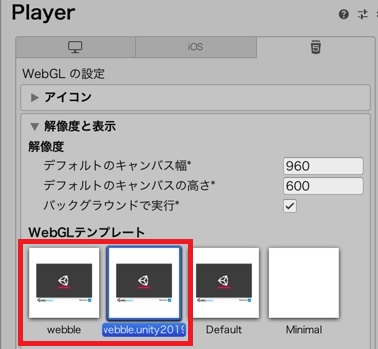 Player
iOS
WebGL の設定
▶ アイコン
▼ 解像度と表示
解像度
デフォルトのキャンバス幅* 960
デフォルトのキャンバスの高さ* 600
バックグラウンドで実行*
WebGLテンプレート
webble vebble.unity2019 Default Minimal